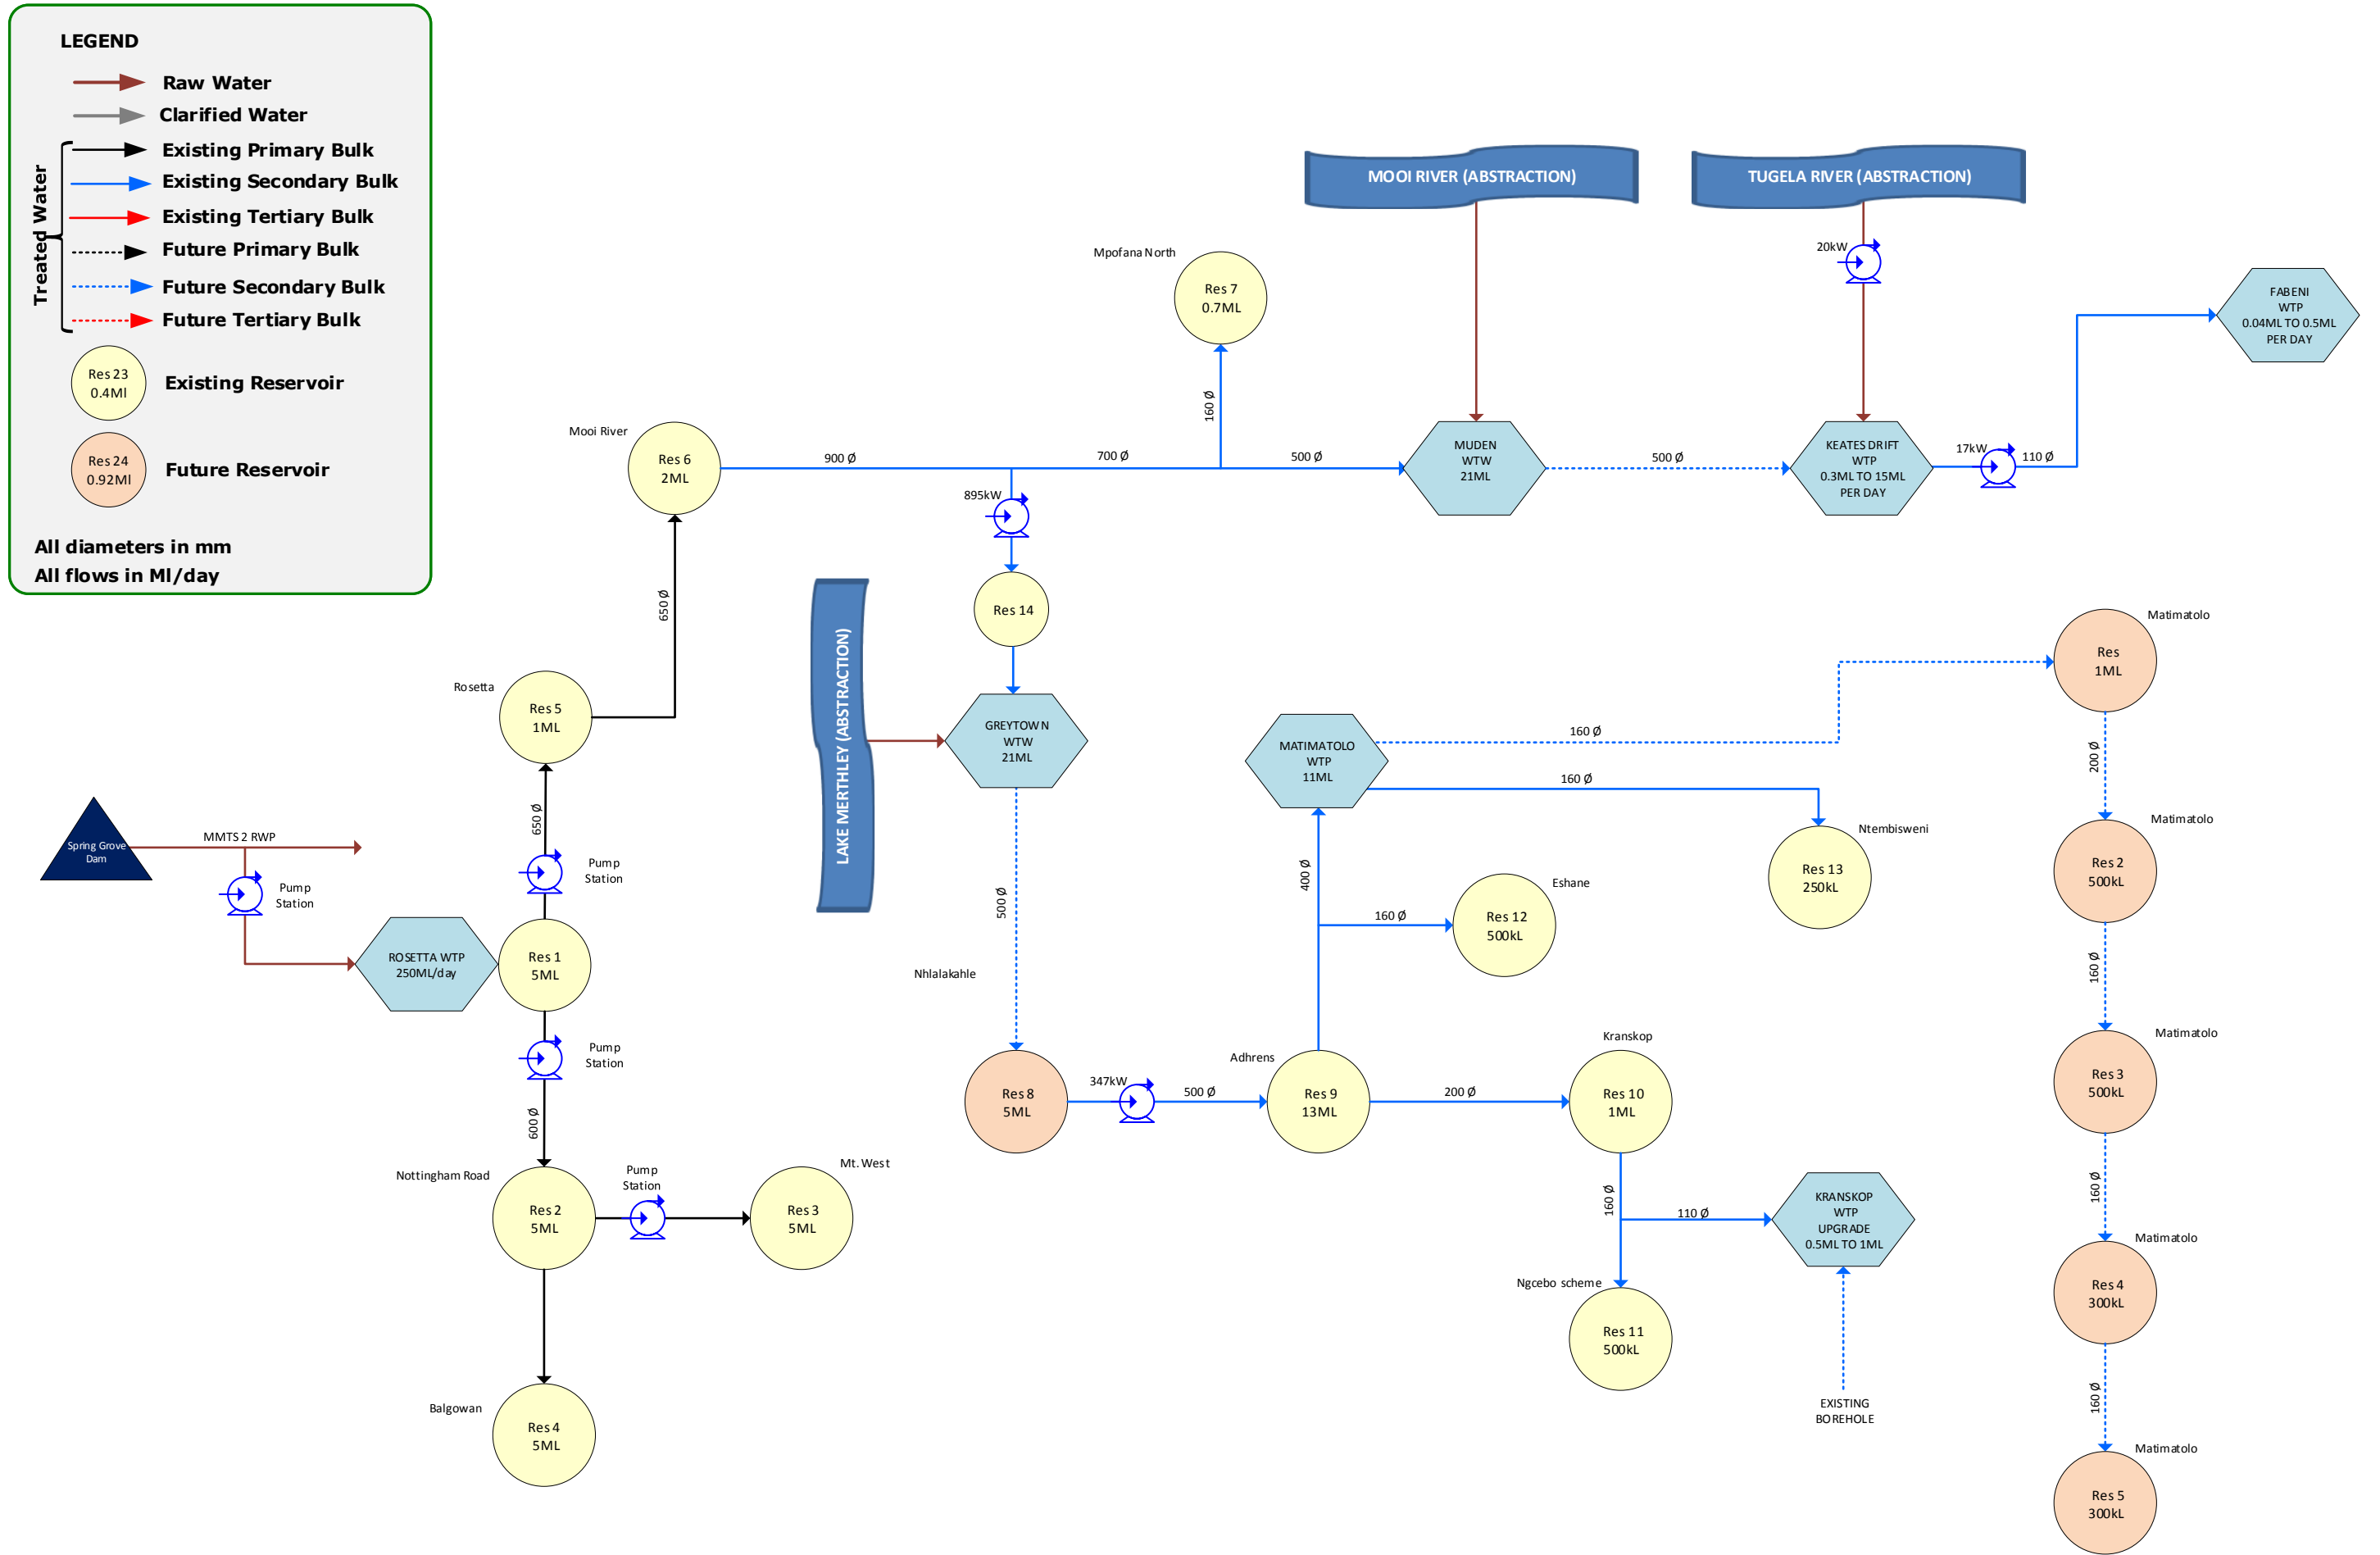 LEGEND
Raw Water
Clarified Water
Treated Water
Existing Primary Bulk
Existing Secondary Bulk
Existing Tertiary Bulk
Future Primary Bulk
Future Secondary Bulk
Future Tertiary Bulk
Res 23
0.4Ml
Existing Reservoir
Res 24
0.92Ml
Future Reservoir
All diameters in mm
All flows in Ml/day
MOOI RIVER (ABSTRACTION)
TUGELA RIVER (ABSTRACTION)
20kW
Mpofana North
Res 7
0.7ML
160 Ø
FABENI
WTP
0.04ML TO 0.5ML
PER DAY
Mooi River
Res 6
2ML
900 Ø
700 Ø
500 Ø
MUDEN
WTW
21ML
500 Ø
KEATES DRIFT
WTP
0.3ML TO 15ML
PER DAY
17kW
110 Ø
895kW
Res 14
650 Ø
LAKE MERTHLEY (ABSTRACTION)
GREYTOWN
WTW
21ML
Rosetta
Res 5
1ML
650 Ø
Spring Grove
Dam
MMTS 2 RWP
Pump
Station
Pump
Station
ROSETTA WTP
250ML/day
Res 1
5ML
Pump
Station
600 Ø
Nottingham Road
Res 2
5ML
Pump
Station
Mt. West
Res 3
5ML
Balgowan
Res 4
5ML
500 Ø
Nhlalakahle
Res 8
5ML
347kW
500 Ø
Adhrens
Res 9
13ML
400 Ø
MATIMATOLO
WTP
11ML
160 Ø
160 Ø
Ntembisweni
Res 13
250kL
160 Ø
Eshane
Res 12
500kL
200 Ø
Kranskop
Res 10
1ML
160 Ø
110 Ø
KRANSKOP
WTP
UPGRADE
0.5ML TO 1ML
Ngcebo scheme
Res 11
500kL
EXISTING
BOREHOLE
Matimatolo
Res
1ML
200 Ø
Matimatolo
Res 2
500kL
160 Ø
Matimatolo
Res 3
500kL
160 Ø
Matimatolo
Res 4
300kL
160 Ø
Matimatolo
Res 5
300kL